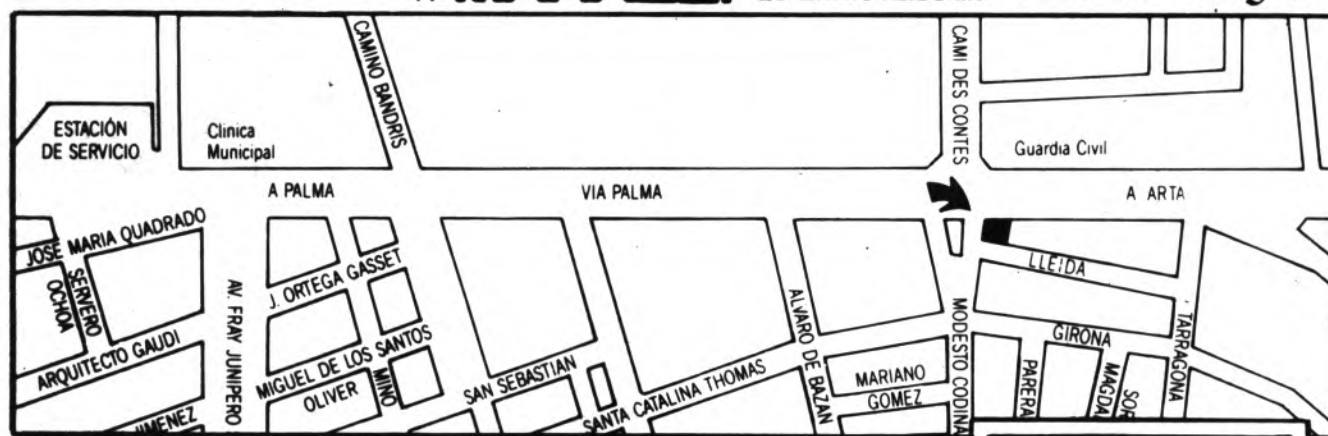 CAMINO BANDRIS
CAMI DES CONTES
ESTACIÓN
DE SERVICIO
Clinica
Municipal
Guardia Civil
A PALMA
VIA PALMA
A ARTA
JOSE MARIA QUADRADO
SERVERO
OCHOA
ARQUITECTO GAUDI
AV. FRAY JUNIPERO
J. ORTEGA GASSET
MIGUEL DE LOS SANTOS
OLIVER
MIÑO
SAN SEBASTIAN
SANTA CATALINA THOMAS
ALVARO DE BAZAN
MARIANO
GOMEZ
MODESTO CODINA
LLEIDA
GIRONA
TARRAGONA
PARERA
MAGDA